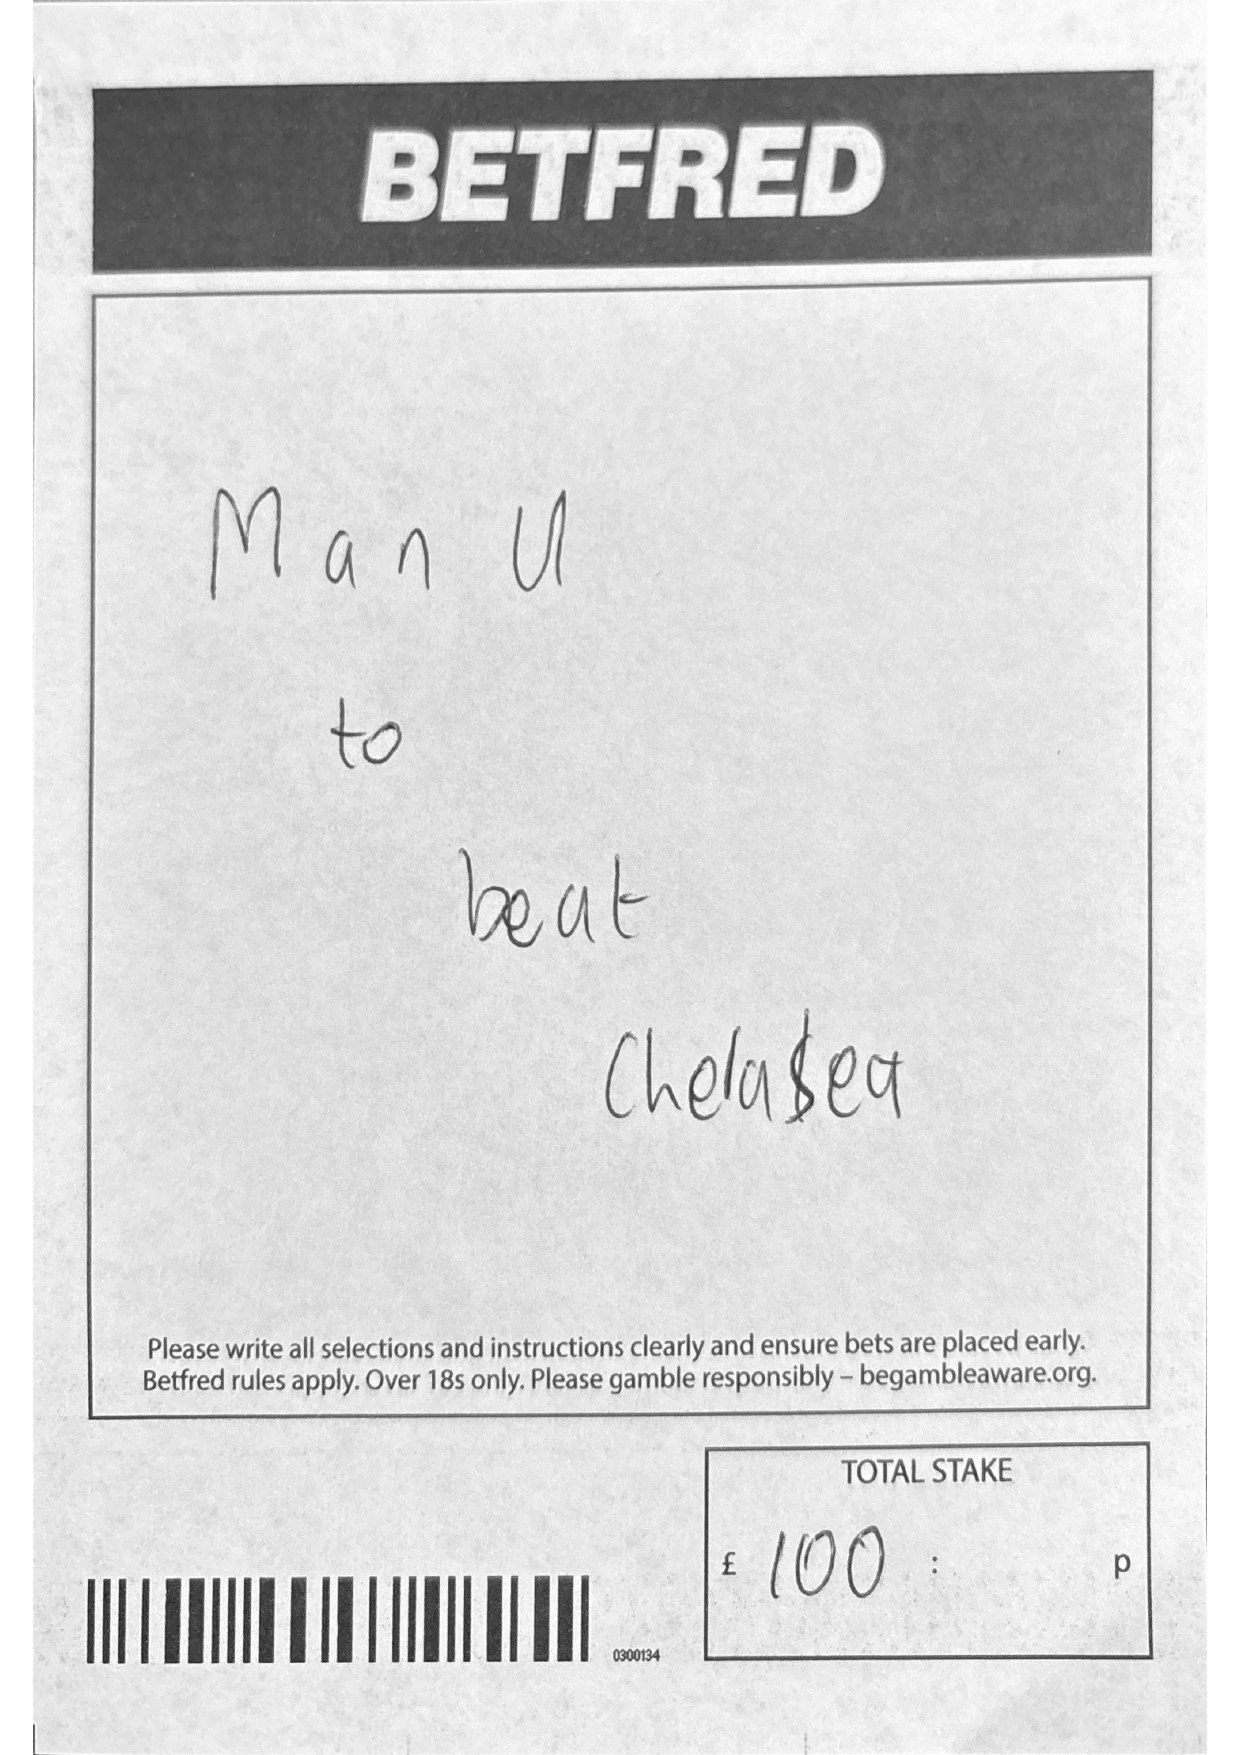 BETFRED
Man U
to
beat
Chelasea
Please write all selections and instructions clearly and ensure bets are placed early.
Betfred rules apply. Over 18s only. Please gamble responsibly – begambleaware.org.
TOTAL STAKE
£ 100 : p
0300134